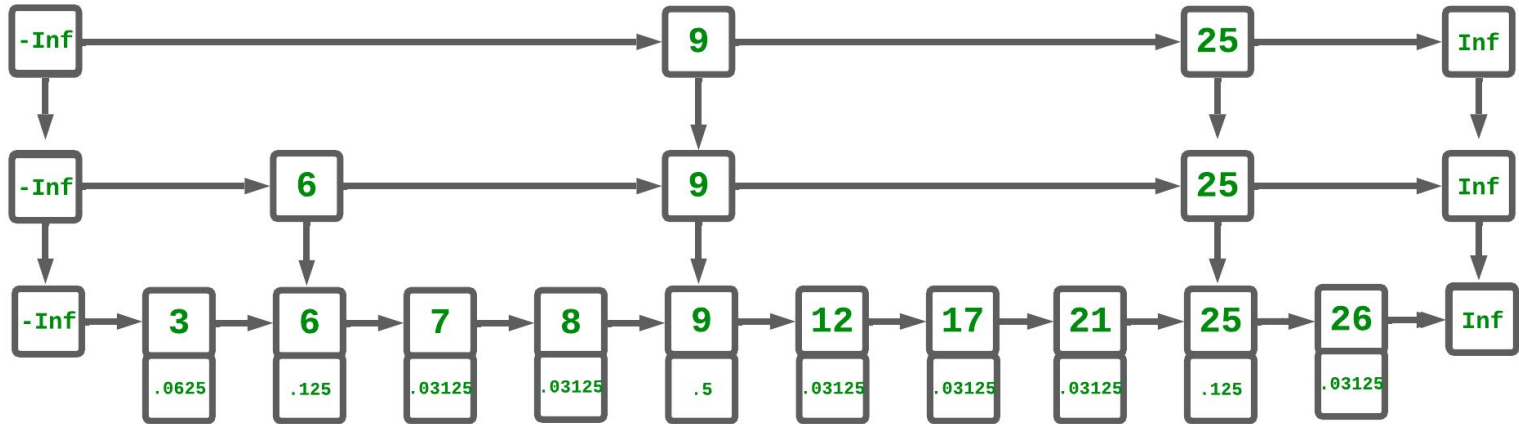 -Inf 9 25 Inf
-Inf 6 9 25 Inf
-Inf 3 6 7 8 9 12 17 21 25 26 Inf
.0625 .125 .03125 .03125 .5 .03125 .03125 .03125 .125 .03125